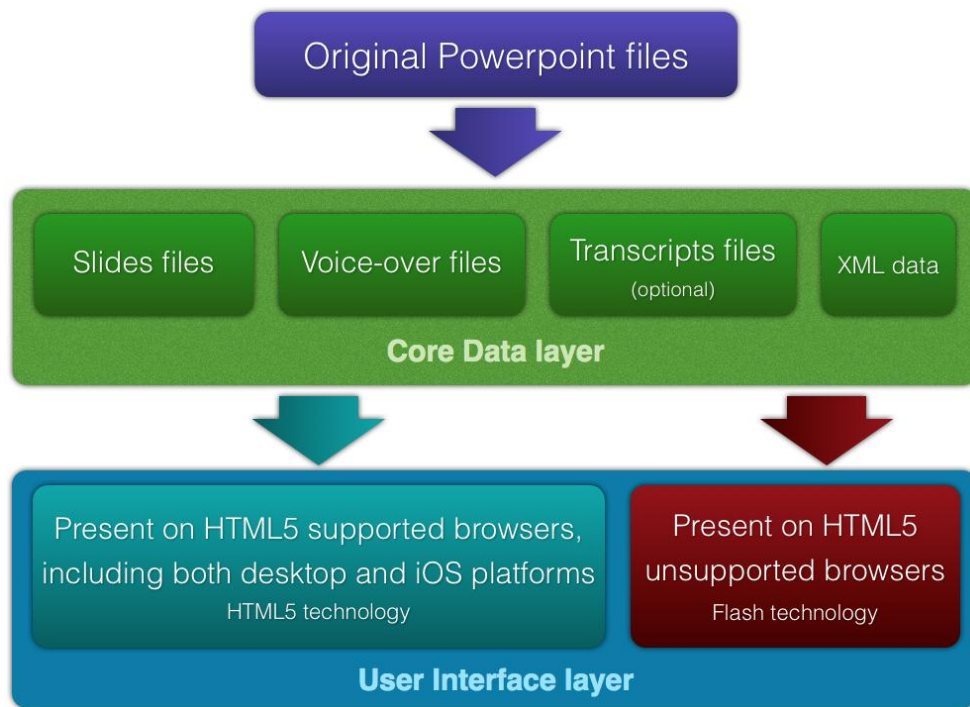 Original Powerpoint files
Slides files
Voice-over files
Transcripts files
(optional)
XML data
Core Data layer
Present on HTML5 supported browsers,
including both desktop and iOS platforms
HTML5 technology
Present on HTML5
unsupported browsers
Flash technology
User Interface layer